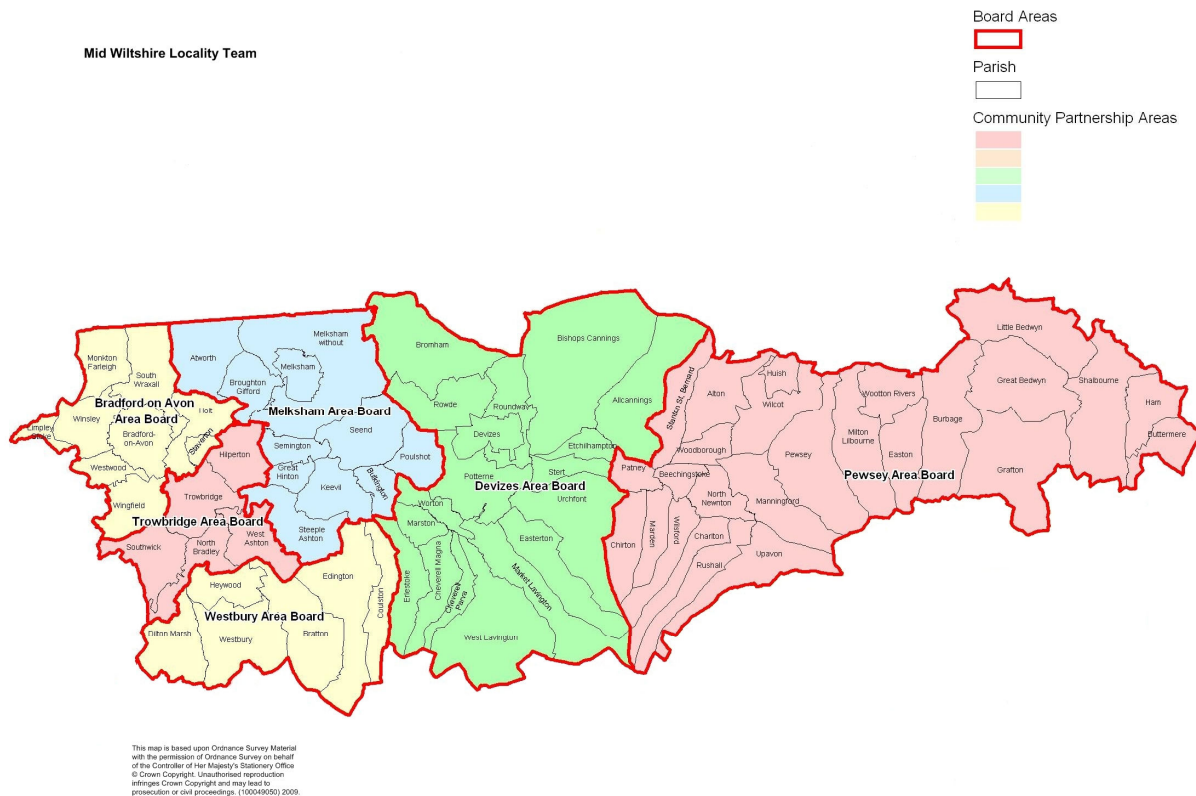 Mid Wiltshire Locality Team
Board Areas
Parish
Community Partnership Areas
Monkton
Farleigh
South
Wraxall
Bradford on Avon
Area Board
Winsley
Limpley
Stoke
Bradford-
on-Avon
Holt
Staverton
Westwood
Wingfield
Atworth
Melksham
without
Melksham
Broughton
Gifford
Melksham Area Board
Seend
Semington
Poulshot
Great
Hinton
Keevil
Bulkington
Steeple
Ashton
Hilperton
Trowbridge
Trowbridge Area Board
Southwick
North
Bradley
West
Ashton
Heywood
Edington
Coulston
Westbury Area Board
Dilton Marsh
Westbury
Bratton
Bromham
Bishops Cannings
Rowde
Roundway
Allcannings
Devizes
Etchilhampton
Potterne
Stert
Devizes Area Board
Urchfont
Worton
Marston
Easterton
Erlestoke
Cheverell Magna
Cheverell
Parva
Market Lavington
West Lavington
Stanton St. Bernard
Alton
Huish
Wilcot
Woodborough
Patney
Beechingstoke
Pewsey
North
Newnton
Manningford
Chirton
Marden
Wilsford
Charlton
Rushall
Upavon
Milton
Lilbourne
Wootton Rivers
Easton
Pewsey Area Board
Burbage
Little Bedwyn
Great Bedwyn
Shalbourne
Ham
Buttermere
Grafton
This map is based upon Ordnance Survey Material
with the permission of Ordnance Survey on behalf
of the Controller of Her Majesty's Stationery Office
© Crown Copyright. Unauthorised reproduction
infringes Crown Copyright and may lead to
prosecution or civil proceedings. (100049050) 2009.